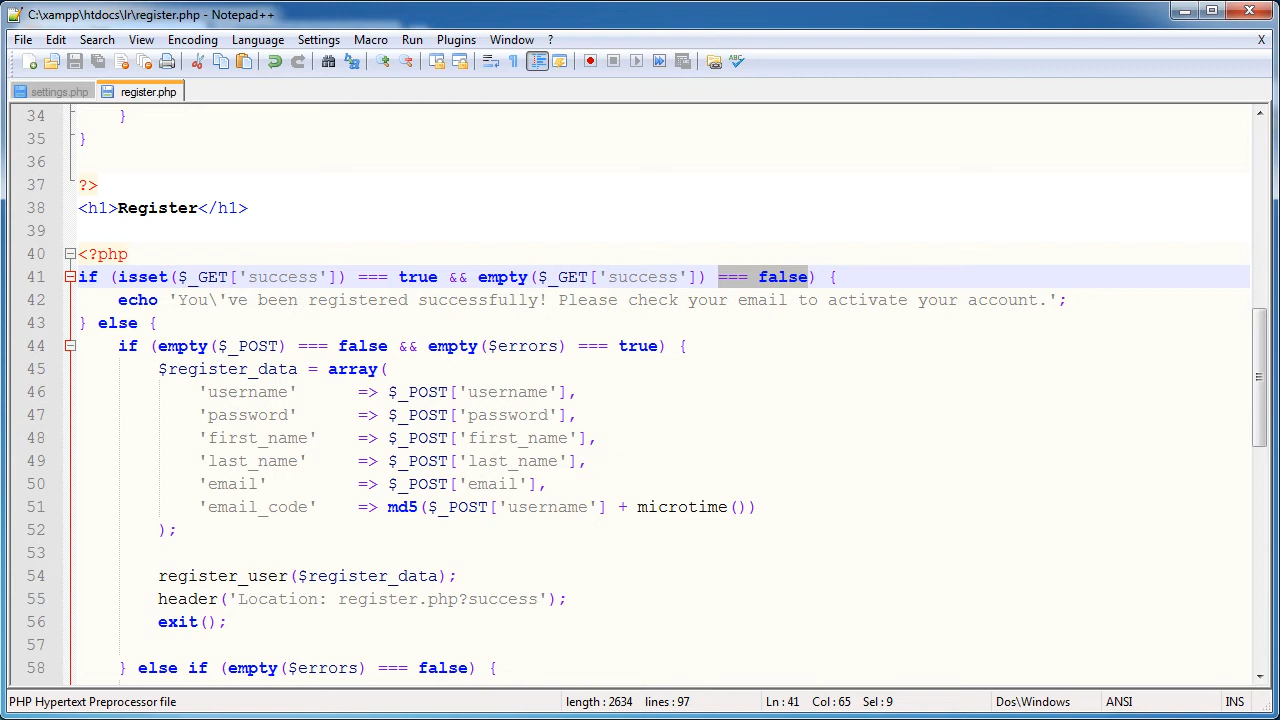 C:\xampp\htdocs\lr\register.php - Notepad++
File Edit Search View Encoding Language Settings Macro Run Plugins Window ? X
settings.php register.php
34 }
35 }
36
37 ?>
38 <h1>Register</h1>
39
40 <?php
41 if (isset($_GET['success']) === true && empty($_GET['success']) === false) {
42 echo 'You\'ve been registered successfully! Please check your email to activate your account.';
43 } else {
44 if (empty($_POST) === false && empty($errors) === true) {
45 $register_data = array(
46 'username' => $_POST['username'],
47 'password' => $_POST['password'],
48 'first_name' => $_POST['first_name'],
49 'last_name' => $_POST['last_name'],
50 'email' => $_POST['email'],
51 'email_code' => md5($_POST['username'] + microtime())
52 );
53
54 register_user($register_data);
55 header('Location: register.php?success');
56 exit();
57
58 } else if (empty($errors) === false) {
PHP Hypertext Preprocessor file length : 2634 lines : 97 Ln : 41 Col : 65 Sel : 9 Dos\Windows ANSI INS